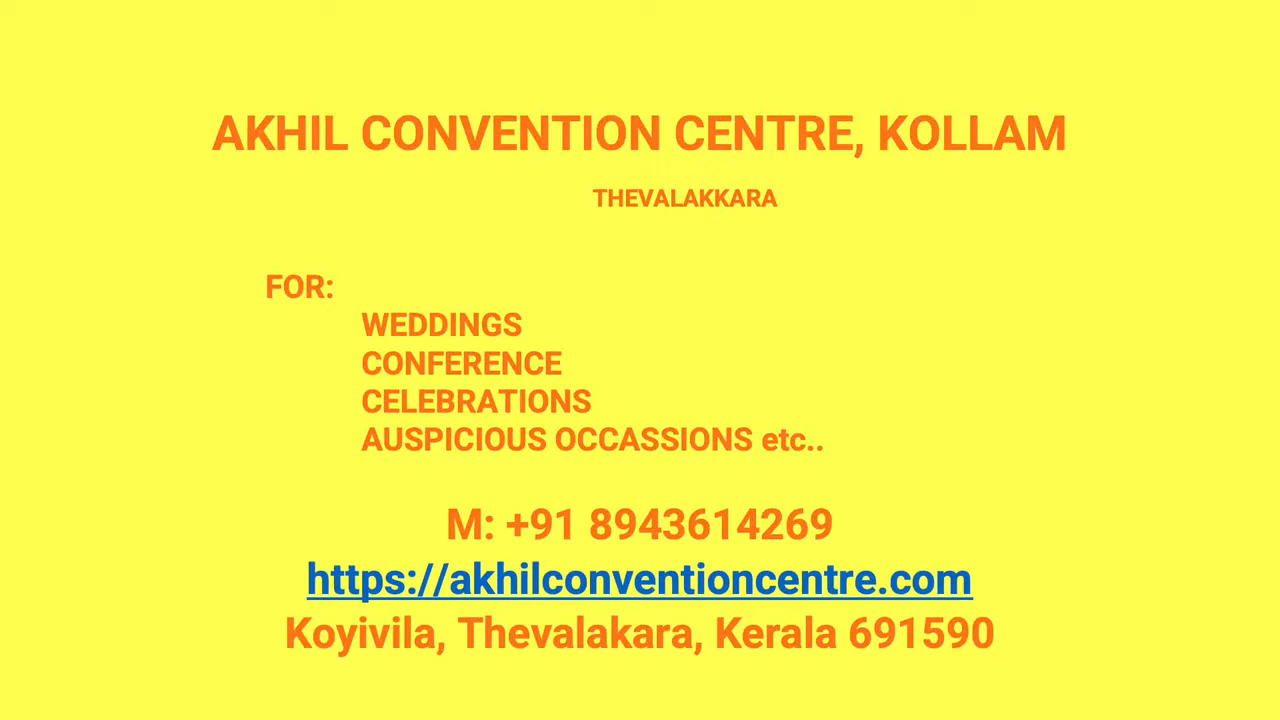 AKHIL CONVENTION CENTRE, KOLLAM
THEVALAKKARA
FOR:
WEDDINGS
CONFERENCE
CELEBRATIONS
AUSPICIOUS OCCASSIONS etc..
M: +91 8943614269
https://akhilconventioncentre.com
Koyivila, Thevalakara, Kerala 691590